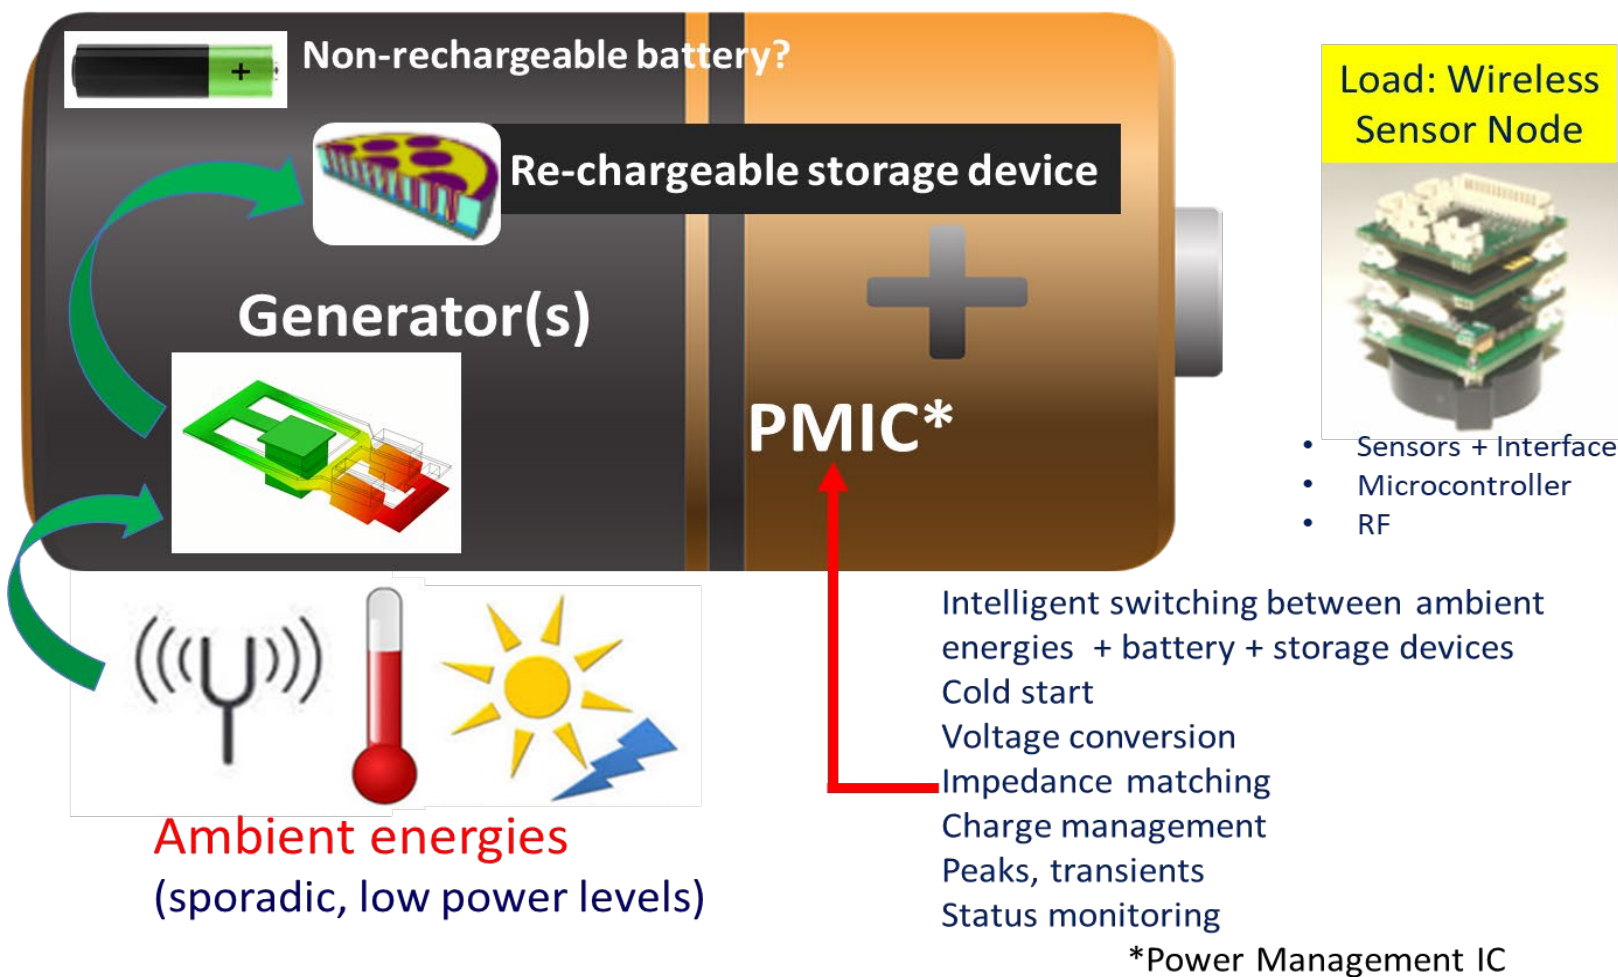 Non-rechargeable battery?
+
Re-chargeable storage device
Generator(s)
PMIC*
Load: Wireless
Sensor Node
• Sensors + Interface
• Microcontroller
• RF
Intelligent switching between ambient
energies + battery + storage devices
Cold start
Voltage conversion
Impedance matching
Charge management
Peaks, transients
Status monitoring
*Power Management IC
Ambient energies
(sporadic, low power levels)